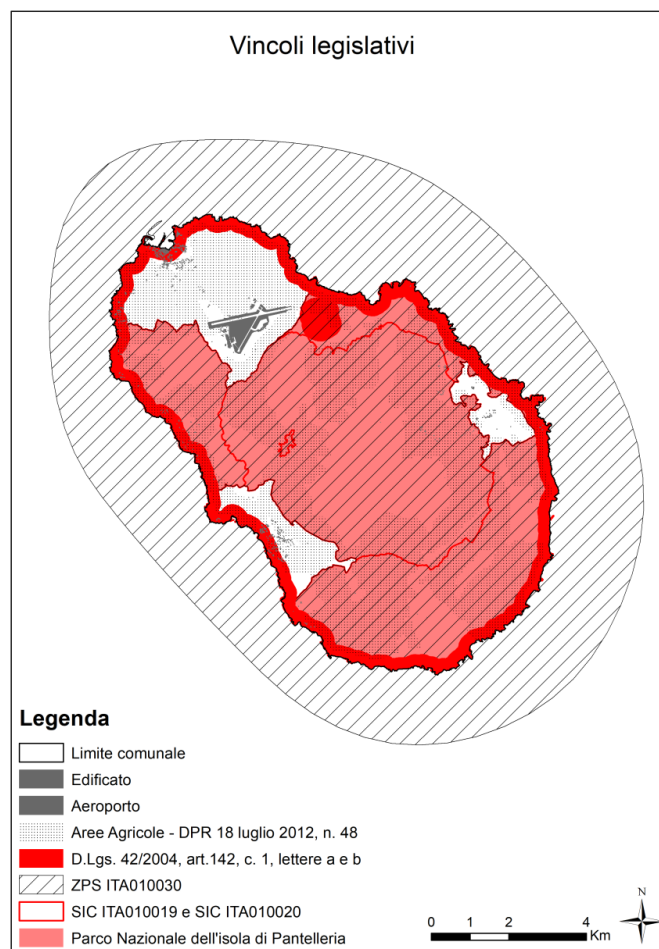 Vincoli legislativi
Legenda
Limite comunale
Edificato
Aeroporto
Aree Agricole - DPR 18 luglio 2012, n. 48
D.Lgs. 42/2004, art.142, c. 1, lettere a e b
ZPS ITA010030
SIC ITA010019 e SIC ITA010020
Parco Nazionale dell'isola di Pantelleria
0 1 2 4
Km
N